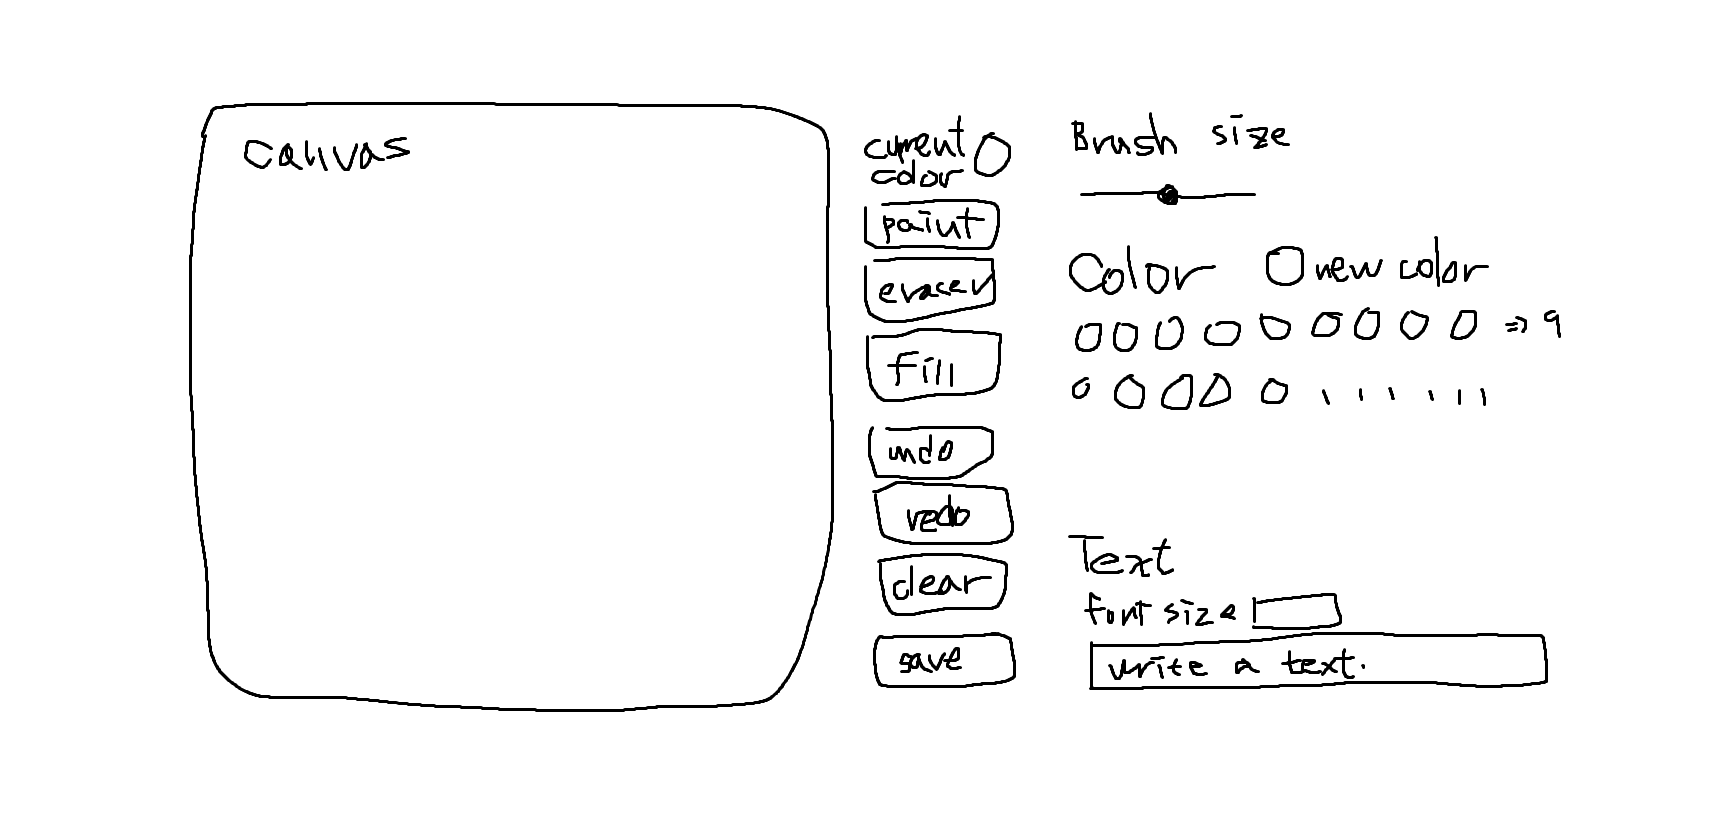 canvas
current color
paint
eracer
fill
undo
redo
clear
save
Brush size
Color new color
=> 9
Text
font size
write a text.